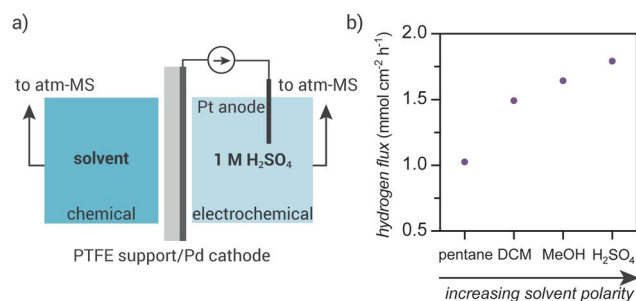 a)
to atm-MS
to atm-MS
Pt anode
solvent
1 M H₂SO₄
chemical
electrochemical
PTFE support/Pd cathode
b)
hydrogen flux (mmol cm⁻² h⁻¹)
2.0
1.5
1.0
0.5
pentane DCM MeOH H₂SO₄
increasing solvent polarity